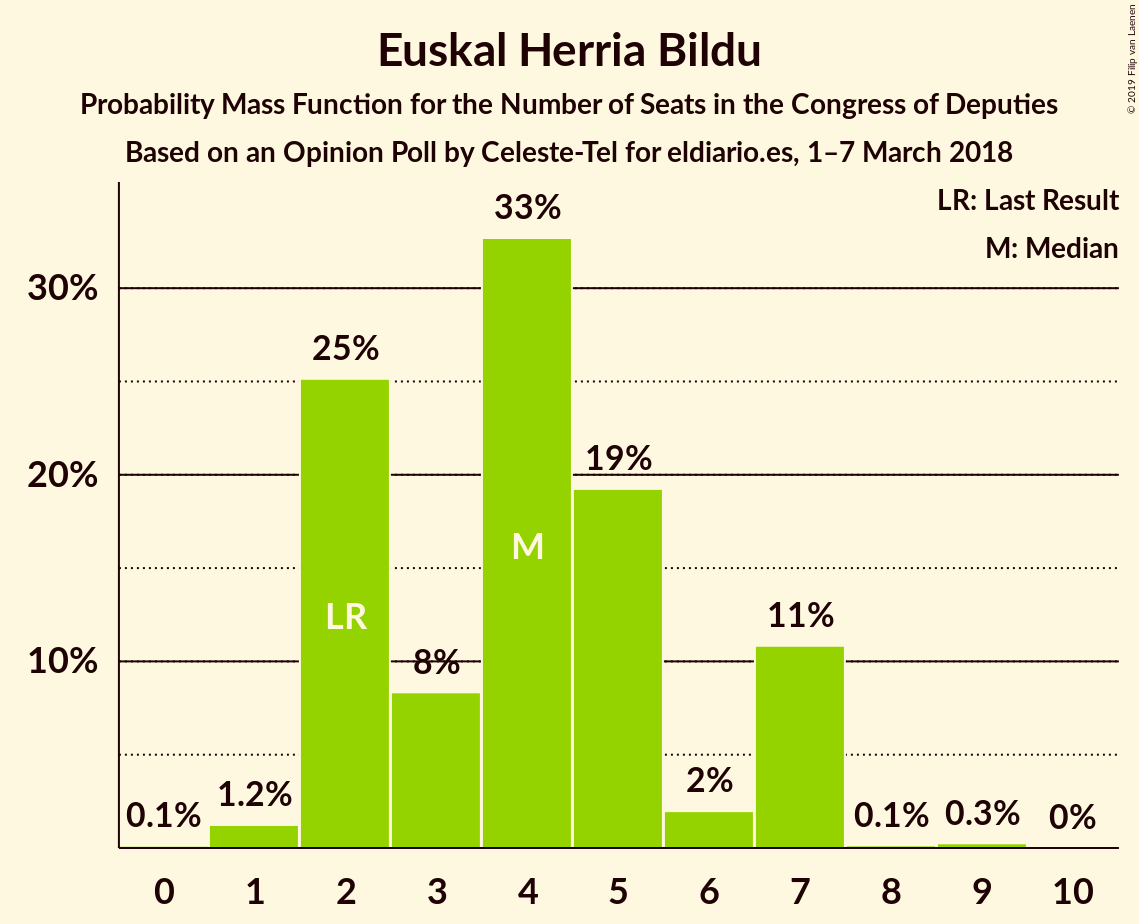 Euskal Herria Bildu
Probability Mass Function for the Number of Seats in the Congress of Deputies
Based on an Opinion Poll by Celeste-Tel for eldiario.es, 1–7 March 2018
© 2019 Filip van Laenen
LR: Last Result
M: Median
33%
30%
25%
20%
19%
M
11%
LR
10%
8%
2%
1.2%
0.1%
0.1%
0.3%
0%
0 1 2 3 4 5 6 7 8 9 10